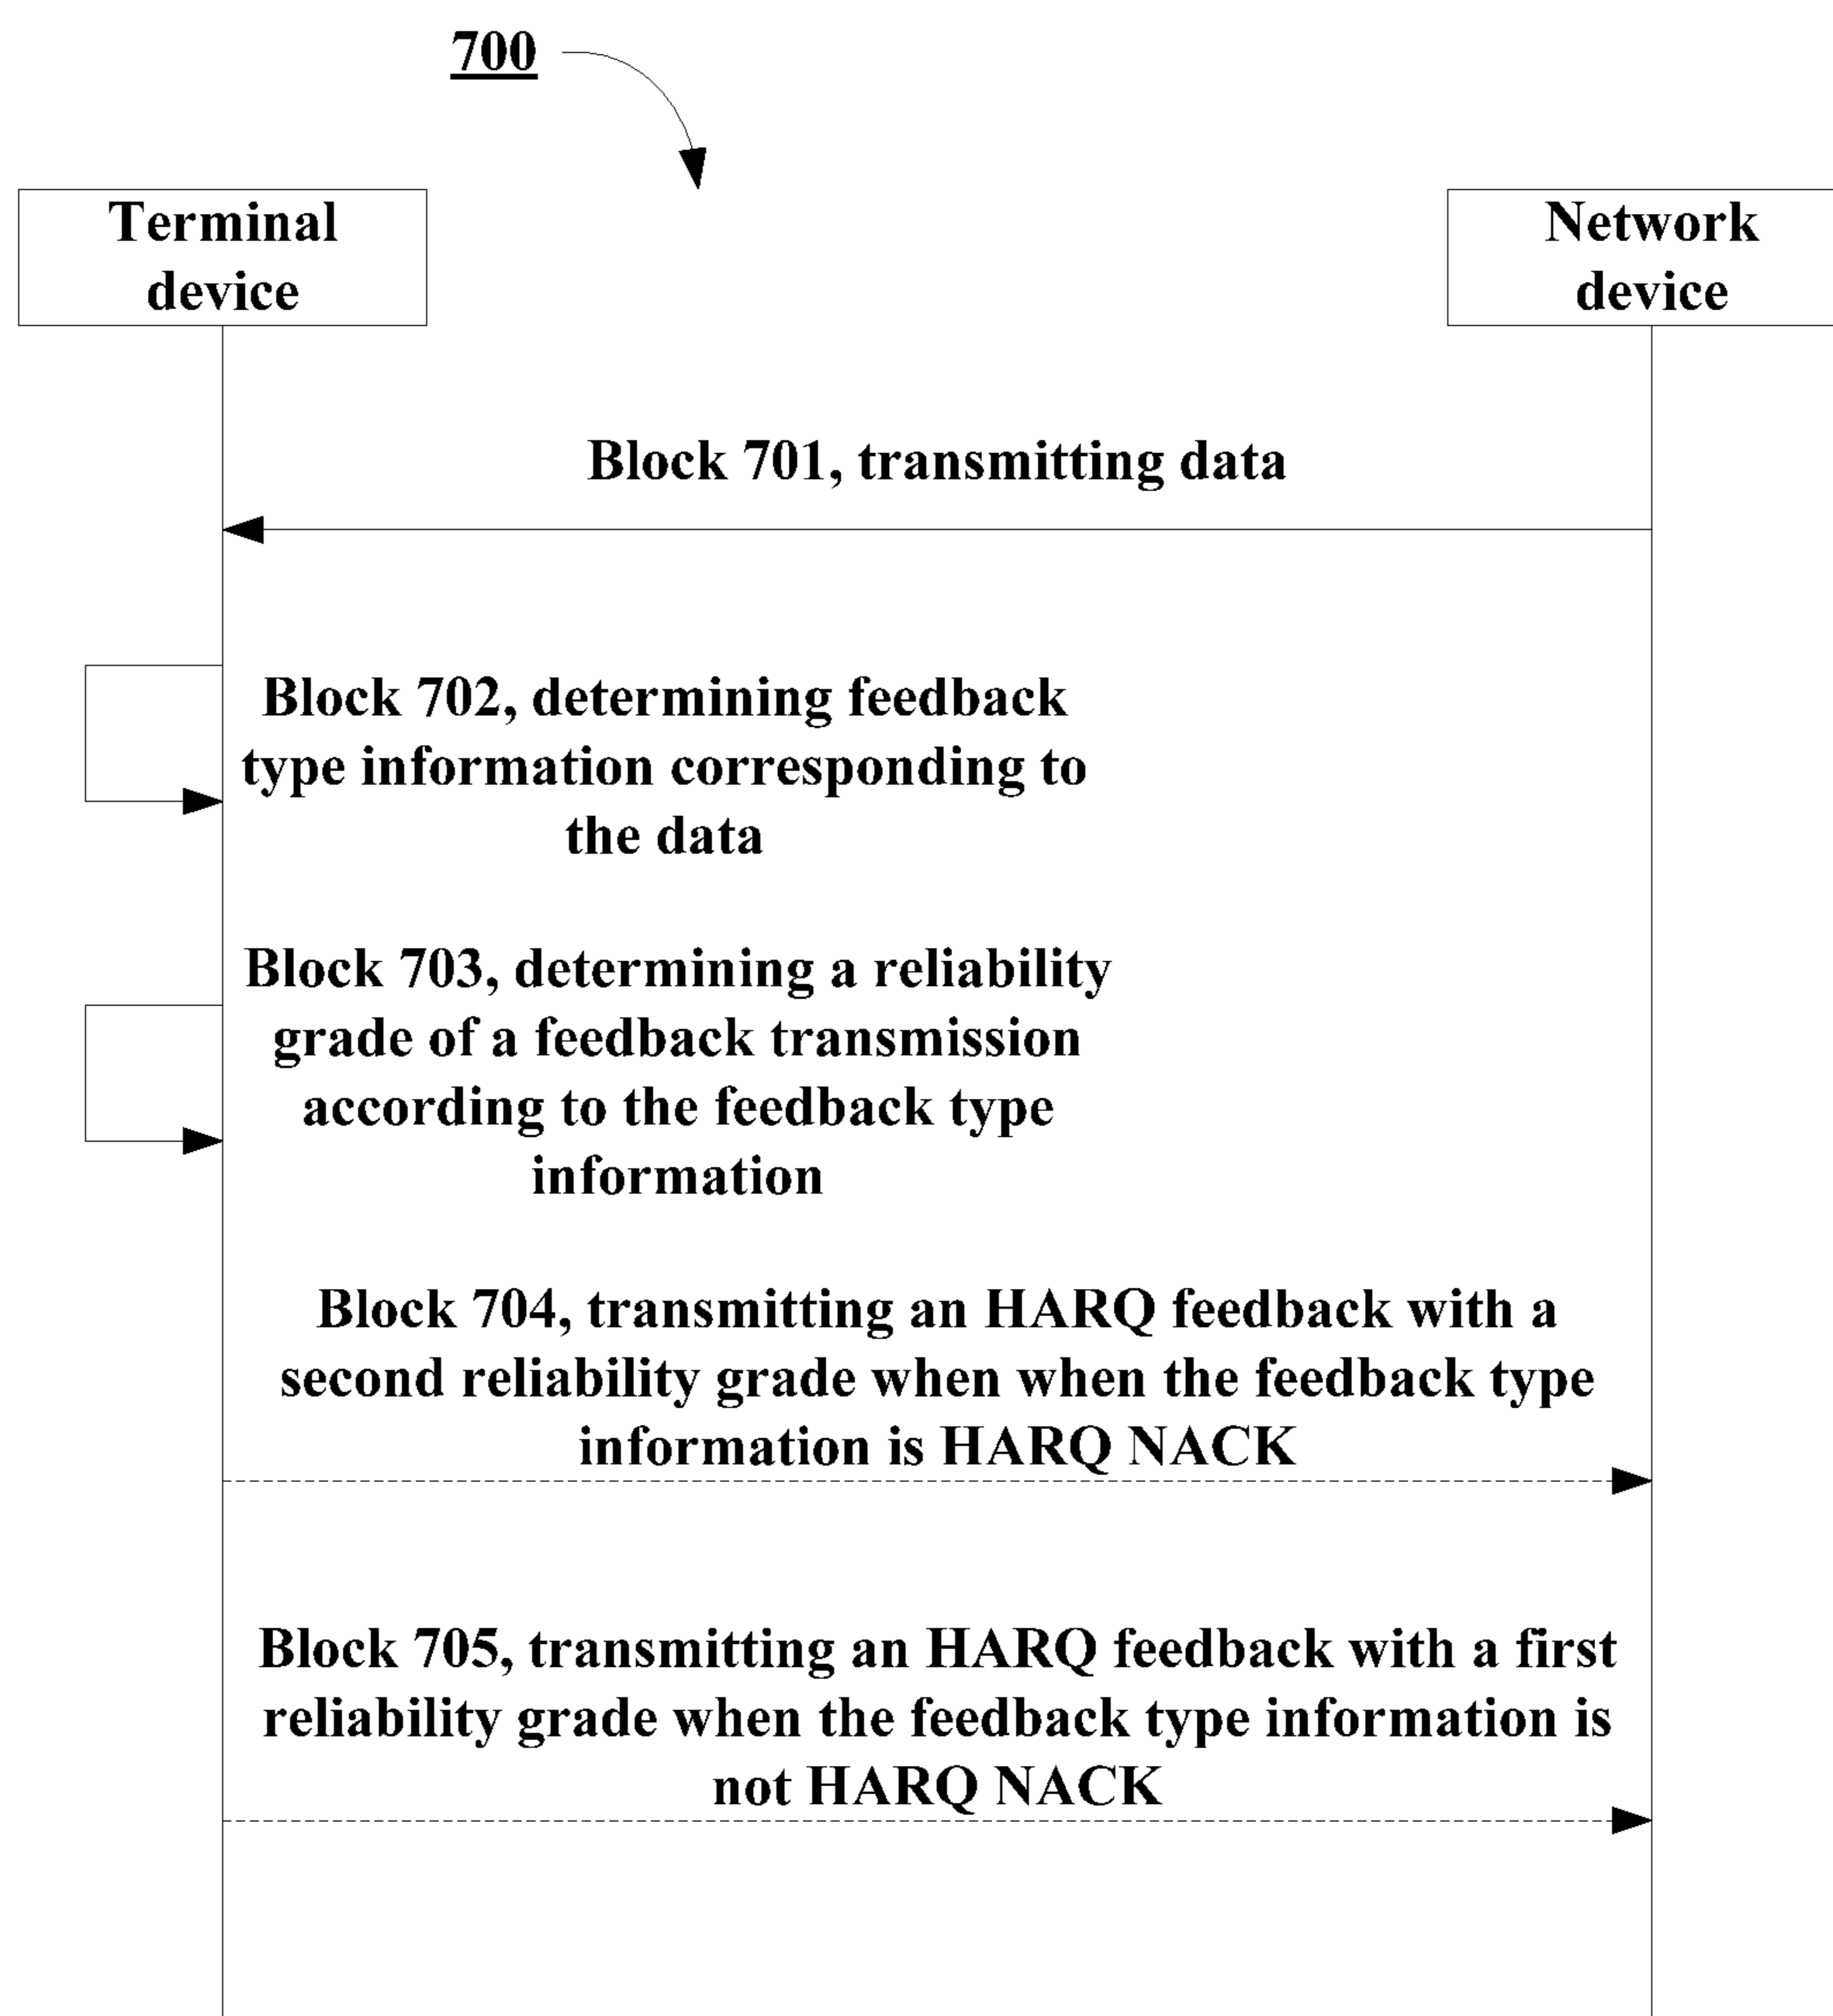 700
Terminal
device
Network
device
Block 701, transmitting data
Block 702, determining feedback
type information corresponding to
the data
Block 703, determining a reliability
grade of a feedback transmission
according to the feedback type
information
Block 704, transmitting an HARQ feedback with a
second reliability grade when when the feedback type
information is HARQ NACK
Block 705, transmitting an HARQ feedback with a first
reliability grade when the feedback type information is
not HARQ NACK